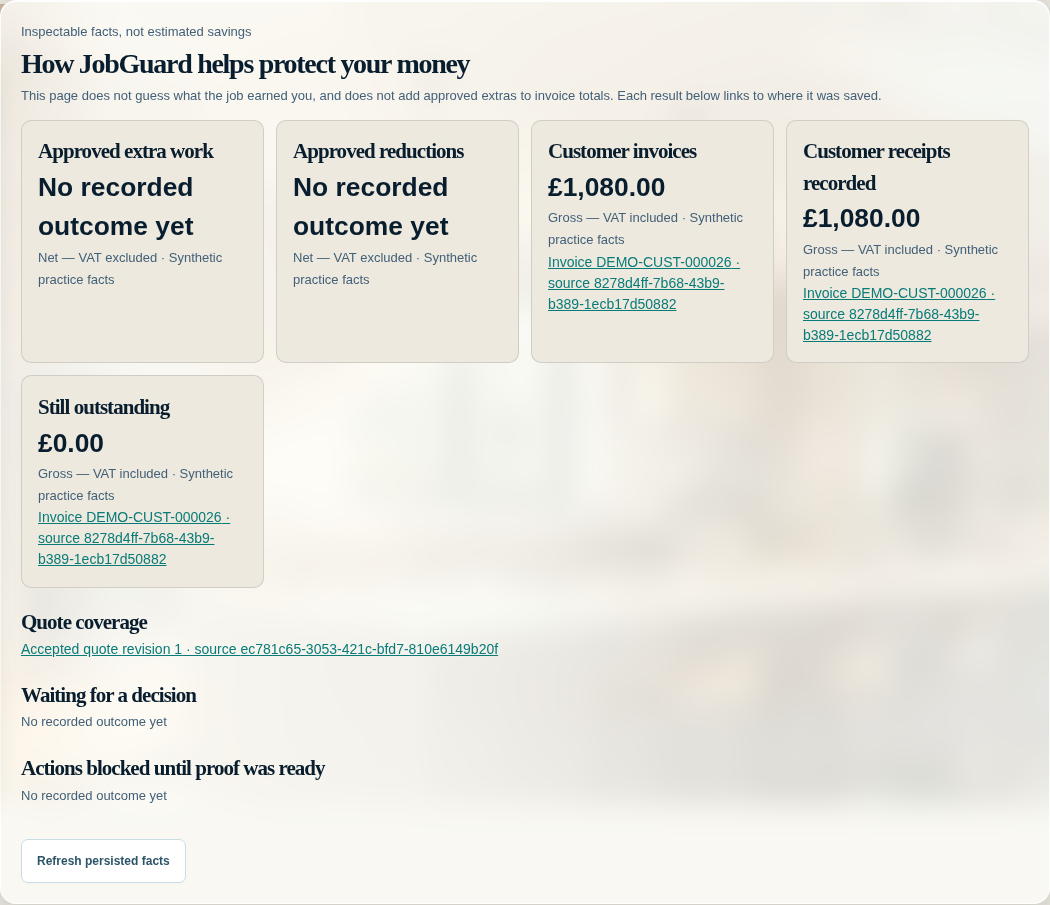 Inspectable facts, not estimated savings
How JobGuard helps protect your money
This page does not guess what the job earned you, and does not add approved extras to invoice totals. Each result below links to where it was saved.
Approved extra work
No recorded
outcome yet
Net — VAT excluded · Synthetic
practice facts
Approved reductions
No recorded
outcome yet
Net — VAT excluded · Synthetic
practice facts
Customer invoices
£1,080.00
Gross — VAT included · Synthetic
practice facts
Invoice DEMO-CUST-000026 ·
source 8278d4ff-7b68-43b9-
b389-1ecb17d50882
Customer receipts
recorded
£1,080.00
Gross — VAT included · Synthetic
practice facts
Invoice DEMO-CUST-000026 ·
source 8278d4ff-7b68-43b9-
b389-1ecb17d50882
Still outstanding
£0.00
Gross — VAT included · Synthetic
practice facts
Invoice DEMO-CUST-000026 ·
source 8278d4ff-7b68-43b9-
b389-1ecb17d50882
Quote coverage
Accepted quote revision 1 · source ec781c65-3053-421c-bfd7-810e6149b20f
Waiting for a decision
No recorded outcome yet
Actions blocked until proof was ready
No recorded outcome yet
Refresh persisted facts